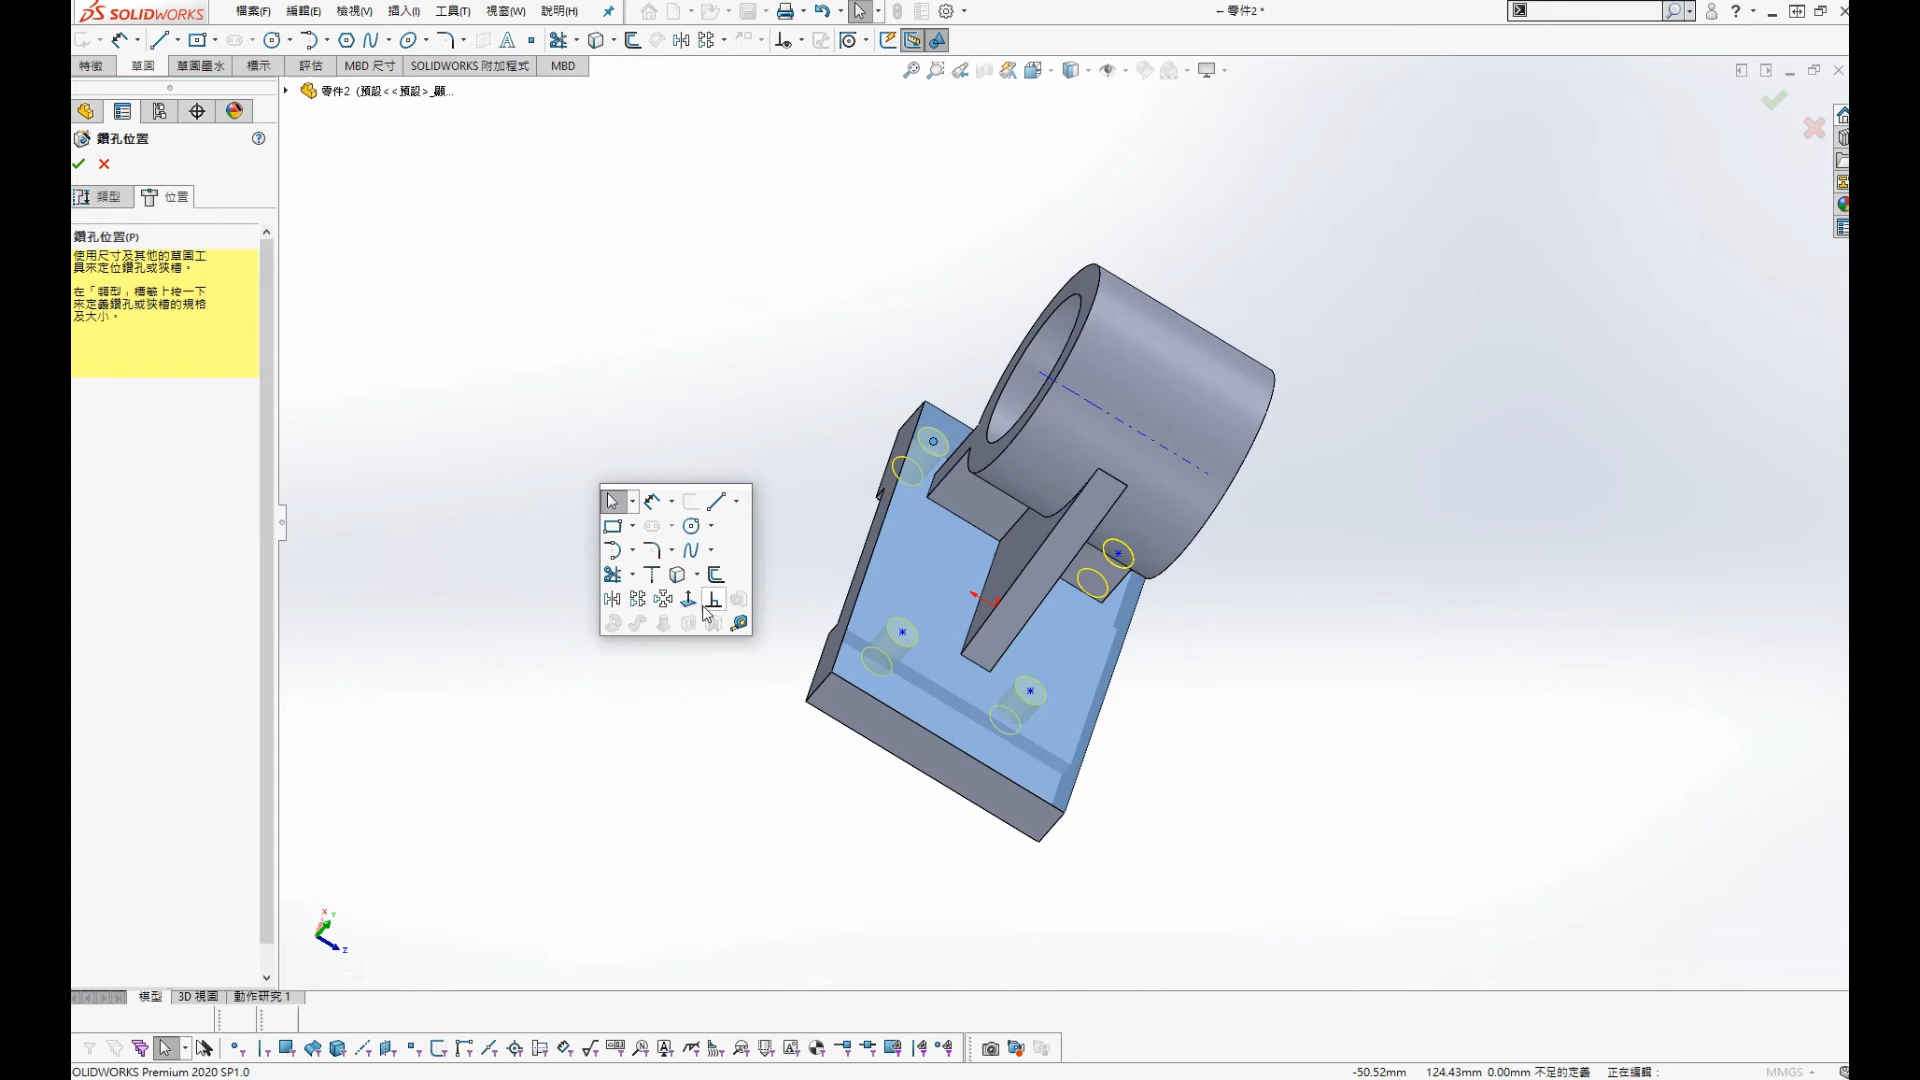 SOLIDWORKS
檔案(F) 編輯(E) 檢視(V) 插入(I) 工具(T) 視窗(W) 說明(H)
零件2 *
特徵 草圖 草圖墨水 標示 評估 MBD 尺寸 SOLIDWORKS 附加程式 MBD
零件2 (預設<<預設>_顯...
鑽孔位置
類型 位置
鑽孔位置(P)
使用尺寸及其他的草圖工
具來定位鑽孔或狹槽。
在「類型」標籤上按一下
來定義鑽孔或狹槽的規格
及大小。
X Y
Z
模型 3D 視圖 動作研究 1
OLIDWORKS Premium 2020 SP1.0
-50.52mm 124.43mm 0.00mm 不足的定義 正在編輯： MMGS